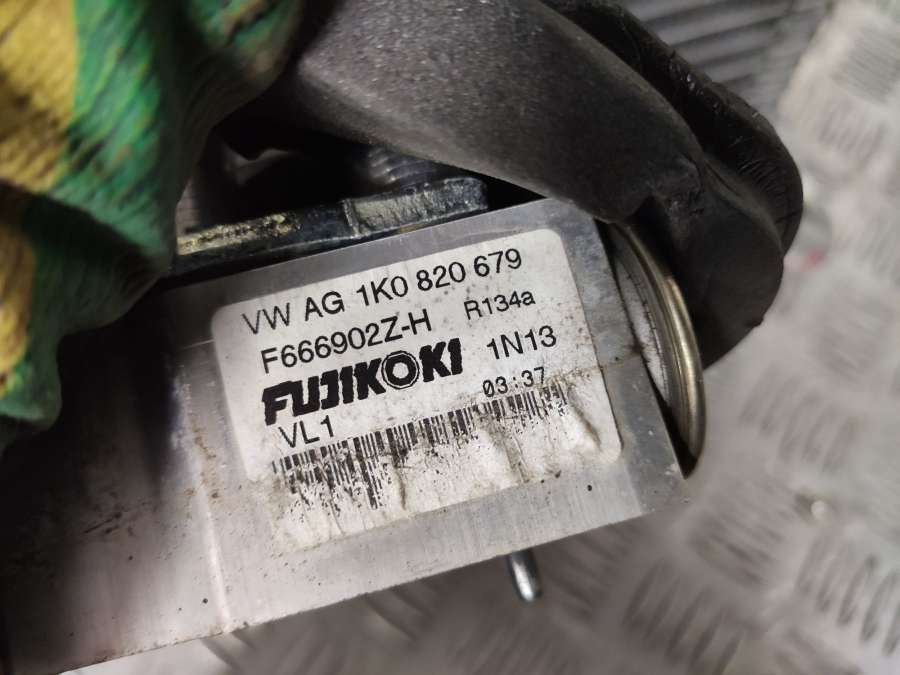 VW AG 1K0 820 679
F666902Z-H R134a
FUJIKOKI 1N13
VL1 03:37